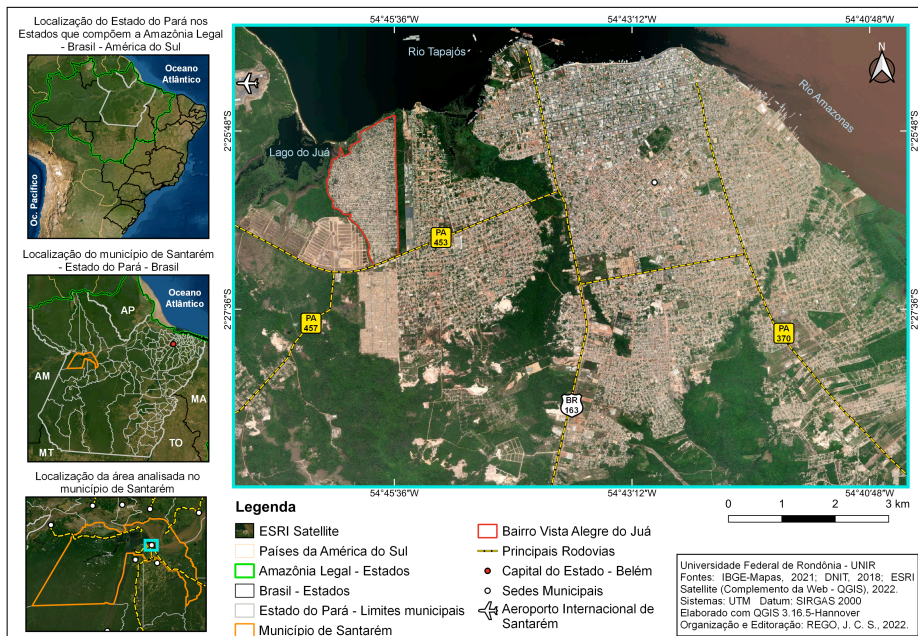 Localização do Estado do Pará nos
Estados que compõem a Amazônia Legal
- Brasil - América do Sul
Oceano
Atlântico
Oc. Pacífico
Localização do município de Santarém
- Estado do Pará - Brasil
Oceano
Atlântico
AP
AM
MA
MT
TO
Localização da área analisada no
município de Santarém
54°45'36"W
54°43'12"W
54°40'48"W
2°25'48"S
2°27'36"S
Rio Tapajós
Rio Amazonas
Lago do Juá
N
PA
453
PA
457
PA
370
BR
163
2°25'48"S
2°27'36"S
54°45'36"W
54°43'12"W
54°40'48"W
Legenda
ESRI Satellite
Países da América do Sul
Amazônia Legal - Estados
Brasil - Estados
Estado do Pará - Limites municipais
Município de Santarém
Bairro Vista Alegre do Juá
Principais Rodovias
Capital do Estado - Belém
Sedes Municipais
Aeroporto Internacional de
Santarém
0 1 2 3 km
Universidade Federal de Rondônia - UNIR
Fontes: IBGE-Mapas, 2021; DNIT, 2018; ESRI
Satellite (Complemento da Web - QGIS), 2022.
Sistemas: UTM Datum: SIRGAS 2000
Elaborado com QGIS 3.16.5-Hannover
Organização e Editoração: REGO, J. C. S., 2022.